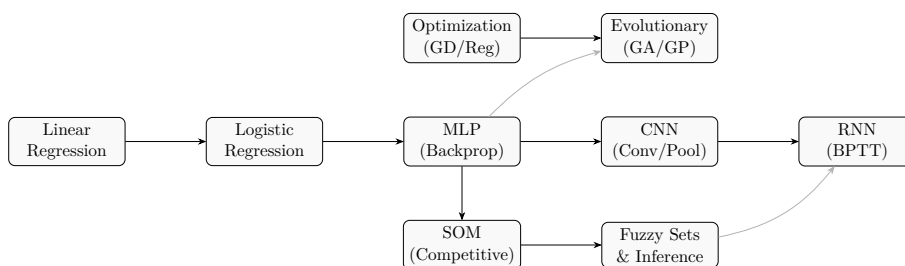 Optimization
(GD/Reg)
Evolutionary
(GA/GP)
Linear
Regression
Logistic
Regression
MLP
(Backprop)
CNN
(Conv/Pool)
RNN
(BPTT)
SOM
(Competitive)
Fuzzy Sets
& Inference